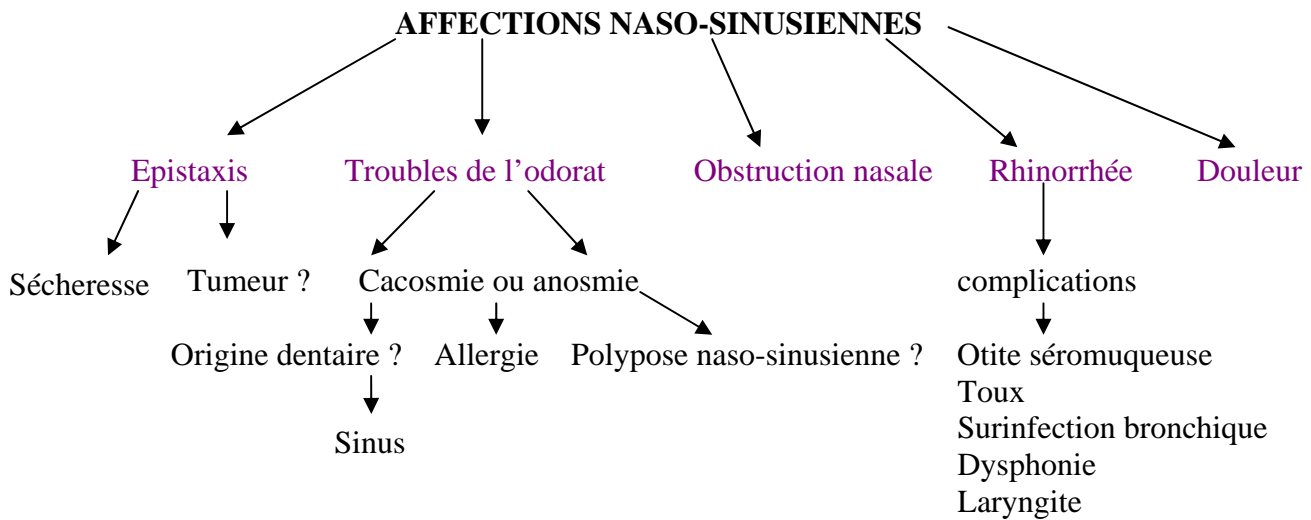 AFFECTIONS NASO-SINUSIENNES
Epistaxis
Troubles de l’odorat
Obstruction nasale
Rhinorrhée
Douleur
Sécheresse
Tumeur ?
Cacosmie ou anosmie
complications
Origine dentaire ?
Allergie
Polypose naso-sinusienne ?
Otite séromuqueuse
Toux
Surinfection bronchique
Dysphonie
Laryngite
Sinus